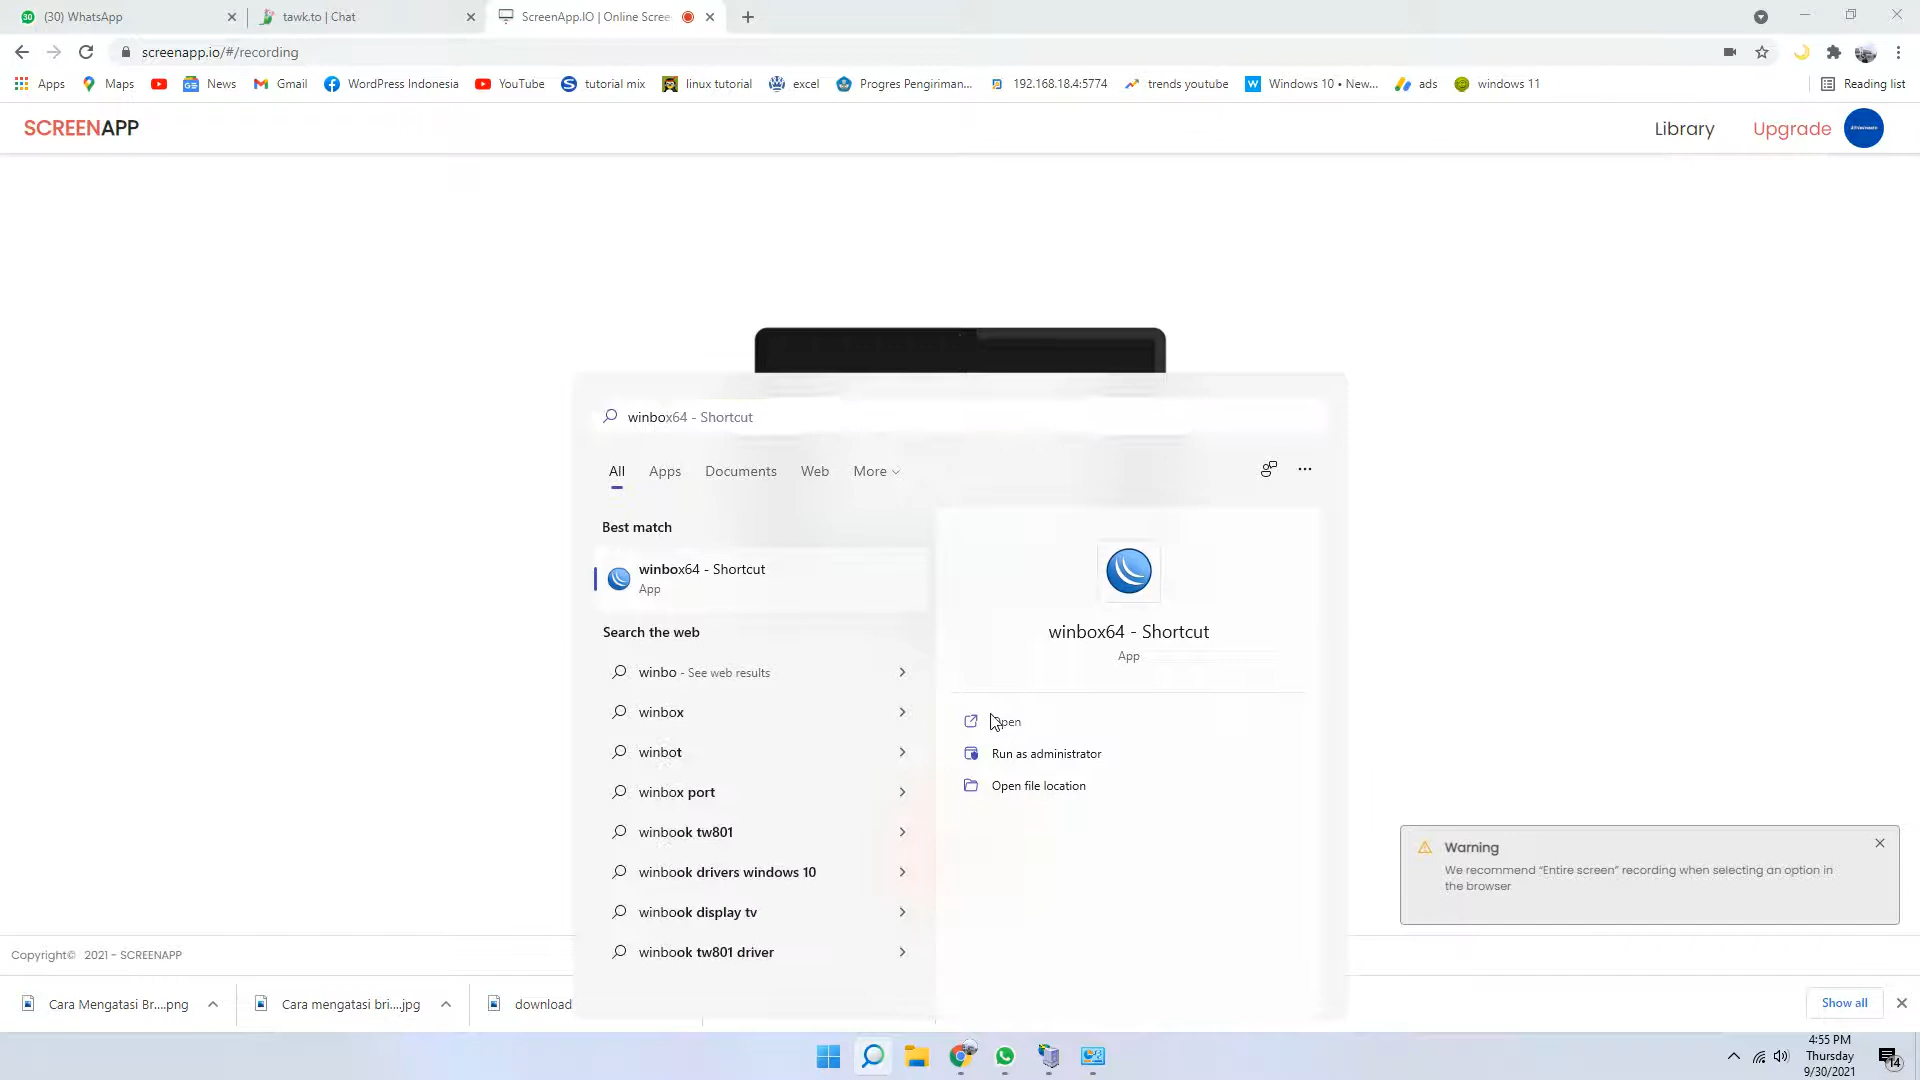 (30) WhatsApp
tawk.to | Chat
ScreenApp.IO | Online Scree
screenapp.io/#/recording
Apps
Maps
News
Gmail
WordPress Indonesia
YouTube
tutorial mix
linux tutorial
excel
Progres Pengiriman...
192.168.18.4:5774
trends youtube
Windows 10 • New...
ads
windows 11
Reading list
SCREENAPP
Library
Upgrade
winbox64 - Shortcut
All
Apps
Documents
Web
More
Best match
winbox64 - Shortcut
App
Search the web
winbo - See web results
winbox
winbot
winbox port
winbook tw801
winbook drivers windows 10
winbook display tv
winbook tw801 driver
winbox64 - Shortcut
App
Open
Run as administrator
Open file location
Warning
We recommend “Entire screen” recording when selecting an option in
the browser
Copyright© 2021 - SCREENAPP
Cara Mengatasi Br....png
Cara mengatasi bri....jpg
download
Show all
4:55 PM
Thursday
9/30/2021
14